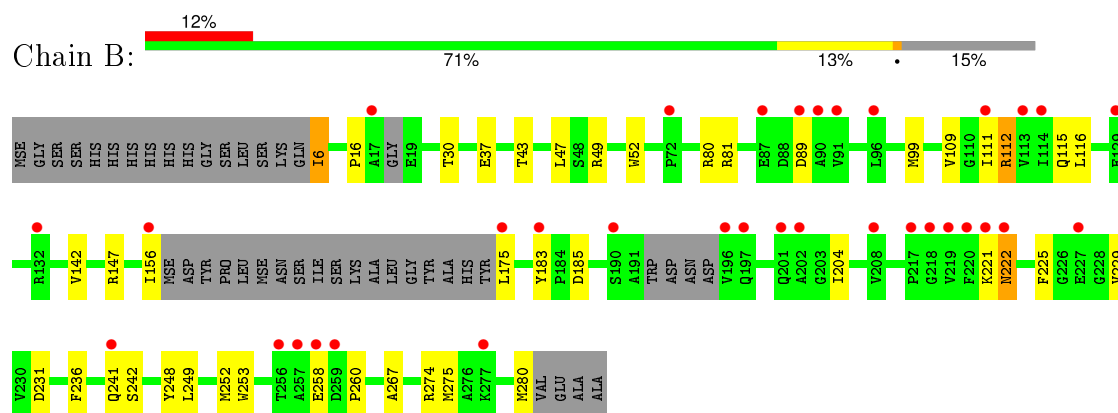 12%
Chain B:
71% 13% • 15%
MSE GLY SER SER HIS HIS HIS HIS HIS HIS HIS HIS GLY SER LEU SER LYS GLN I6 P16 A17 GLY E19 T30 E37 T43 L47 S48 R49 W52 P72 R80 R81 E87 D88 D89 A90 V91 L96 M99 V109 G110 I111 R112 V113 I114 Q115 L116
R132 V142 R147 I156 MSE ASP TYR PRO LEU MSE ASN SER ILE SER LYS ALA LEU GLY TYR ALA HIS TYR L175 Y183 P184 D185 S190 A191 TRP ASP ASN ASP V196 Q197 Q201 A202 G203 I204 V208 P217 G218 V219 F220 K221 N222 F225 G226 E227 G228
V230 D231 F236 Q241 S242 Y248 L249 M252 W253 T256 A257 E258 D259 P260 A267 R274 M275 A276 K277 M280 VAL GLU ALA ALA